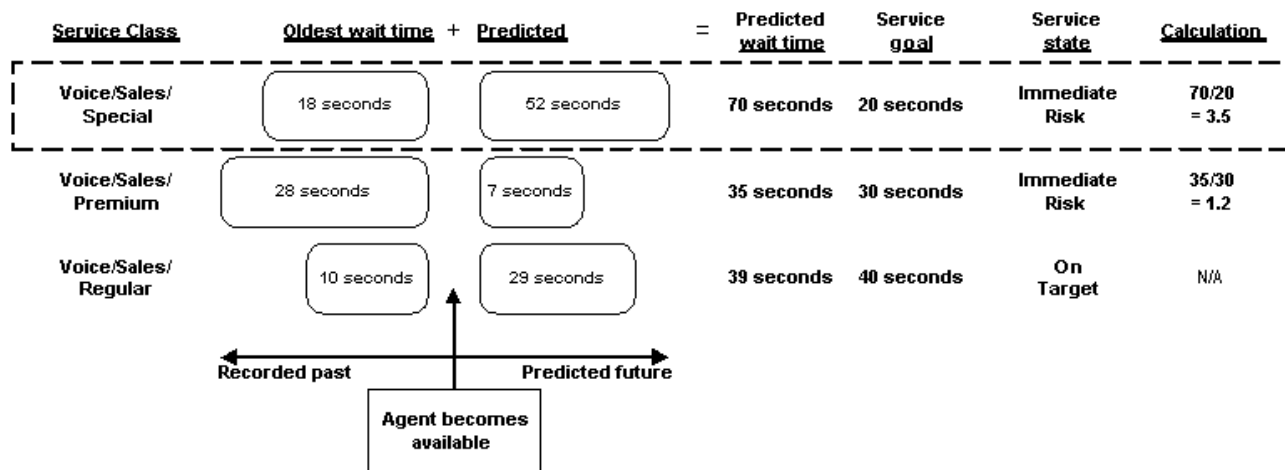 Service Class Oldest wait time + Predicted = Predicted wait time Service goal Service state Calculation
Voice/Sales/
Special
18 seconds
52 seconds
70 seconds
20 seconds
Immediate
Risk
70/20
= 3.5
Voice/Sales/
Premium
28 seconds
7 seconds
35 seconds
30 seconds
Immediate
Risk
35/30
= 1.2
Voice/Sales/
Regular
10 seconds
29 seconds
39 seconds
40 seconds
On
Target
N/A
Recorded past
Predicted future
Agent becomes
available